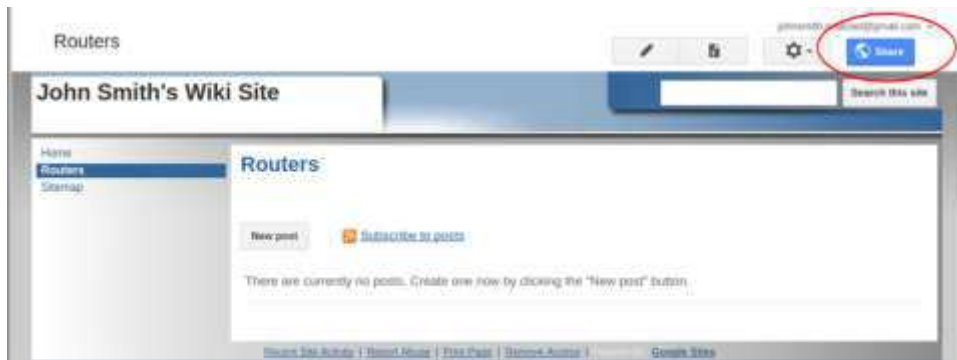 Routers
Share
John Smith's Wiki Site
Search this site
Home
Routers
Sitemap
Routers
New post
Subscribe to posts
There are currently no posts. Create one now by clicking the "New post" button.
Recent Site Activity | Report Abuse | Print Page | Remove Access | Google Sites